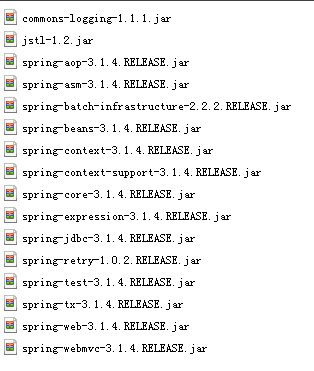 commons-logging-1.1.1.jar
jstl-1.2.jar
spring-aop-3.1.4.RELEASE.jar
spring-asm-3.1.4.RELEASE.jar
spring-batch-infrastructure-2.2.2.RELEASE.jar
spring-beans-3.1.4.RELEASE.jar
spring-context-3.1.4.RELEASE.jar
spring-context-support-3.1.4.RELEASE.jar
spring-core-3.1.4.RELEASE.jar
spring-expression-3.1.4.RELEASE.jar
spring-jdbc-3.1.4.RELEASE.jar
spring-retry-1.0.2.RELEASE.jar
spring-test-3.1.4.RELEASE.jar
spring-tx-3.1.4.RELEASE.jar
spring-web-3.1.4.RELEASE.jar
spring-webmvc-3.1.4.RELEASE.jar